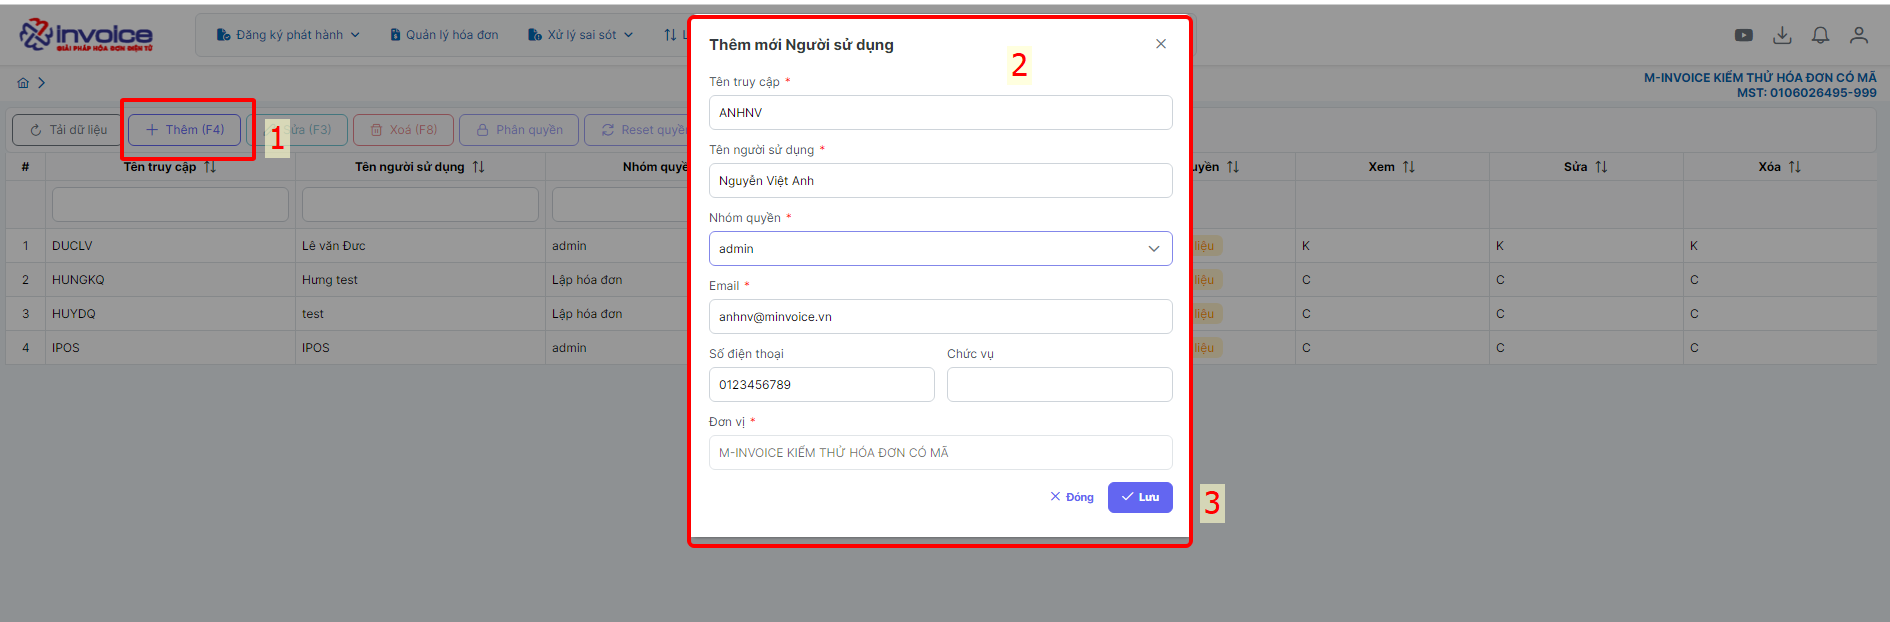 invoice
GIẢI PHÁP HÓA ĐƠN ĐIỆN TỬ
Đăng ký phát hành
Quản lý hóa đơn
Xử lý sai sót
M-INVOICE KIỂM THỬ HÓA ĐƠN CÓ MÃ
MST: 0106026495-999
Tải dữ liệu
Thêm (F4)
1
Sửa (F3)
Xoá (F8)
Phân quyền
Reset quyề
# Tên truy cập Tên người sử dụng Nhóm quyề uyền Xem Sửa Xóa
1 DUCLV Lê văn Đưc admin liệu K K K
2 HUNGKQ Hưng test Lập hóa đơn liệu C C C
3 HUYDQ test Lập hóa đơn liệu C C C
4 IPOS IPOS admin liệu C C C
Thêm mới Người sử dụng
2
Tên truy cập *
ANHNV
Tên người sử dụng *
Nguyễn Việt Anh
Nhóm quyền *
admin
Email *
anhnv@minvoice.vn
Số điện thoại Chức vụ
0123456789
Đơn vị *
M-INVOICE KIỂM THỬ HÓA ĐƠN CÓ MÃ
Đóng Lưu
3